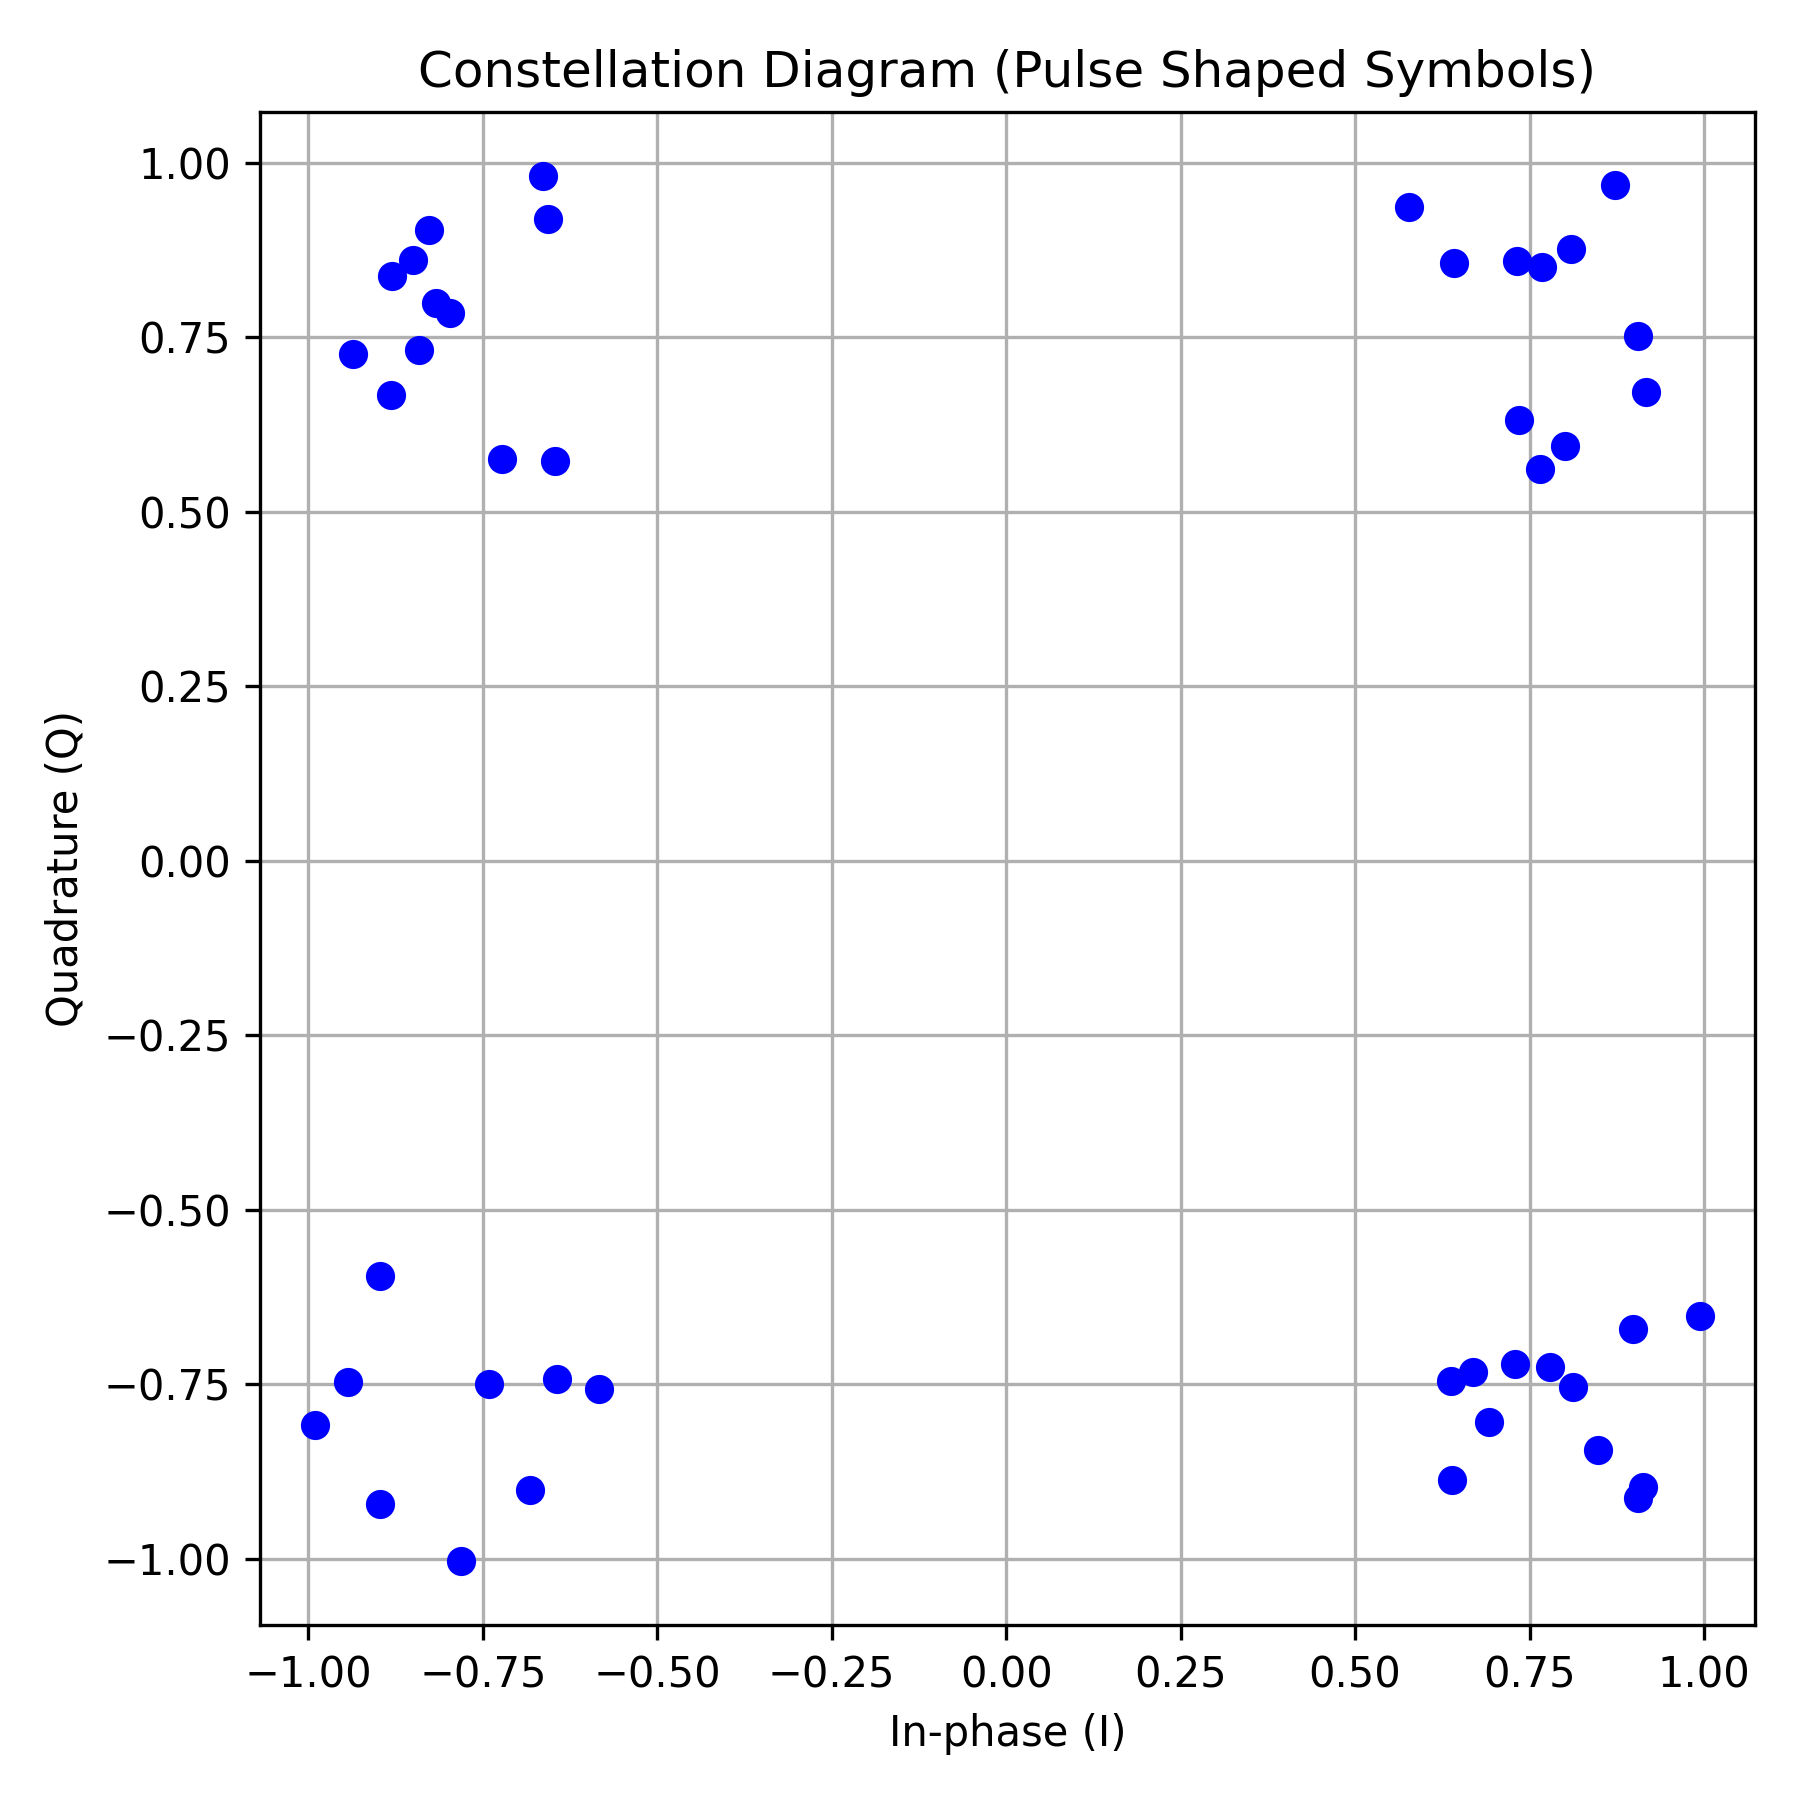 Constellation Diagram (Pulse Shaped Symbols)
1.00
0.75
0.50
0.25
0.00
−0.25
−0.50
−0.75
−1.00
Quadrature (Q)
−1.00 −0.75 −0.50 −0.25 0.00 0.25 0.50 0.75 1.00
In-phase (I)